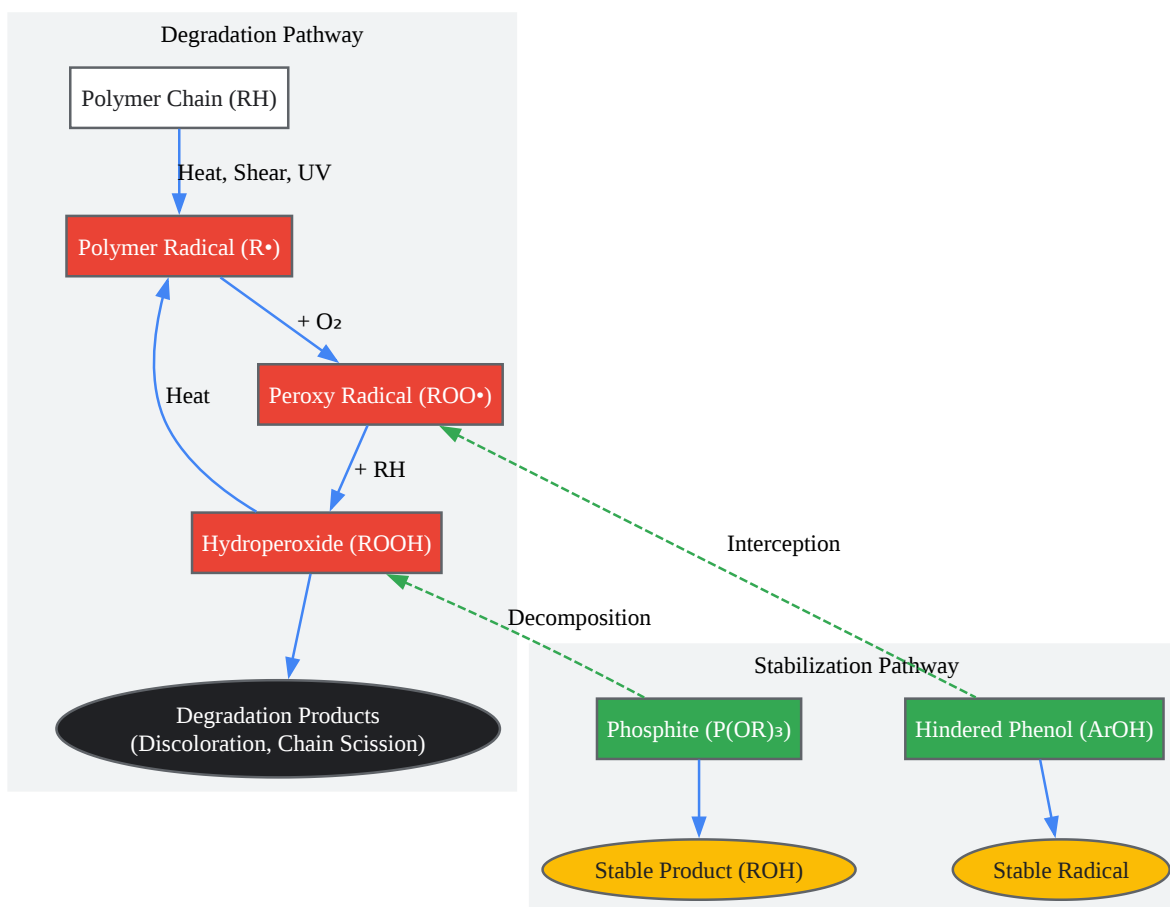 Degradation Pathway
Polymer Chain (RH)
Heat, Shear, UV
Polymer Radical (R•)
+ O₂
Peroxy Radical (ROO•)
Heat
+ RH
Hydroperoxide (ROOH)
Interception
Decomposition
Stabilization Pathway
Degradation Products
(Discoloration, Chain Scission)
Phosphite (P(OR)₃)
Hindered Phenol (ArOH)
Stable Product (ROH)
Stable Radical